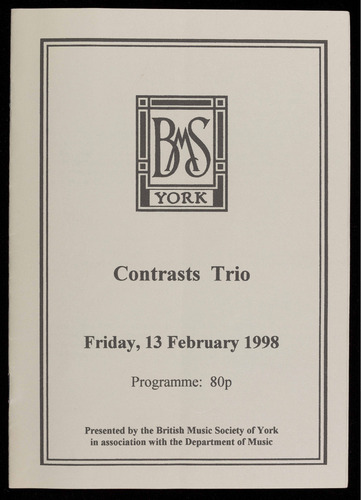 BMS
YORK
Contrasts Trio
Friday, 13 February 1998
Programme: 80p
Presented by the British Music Society of York
in association with the Department of Music